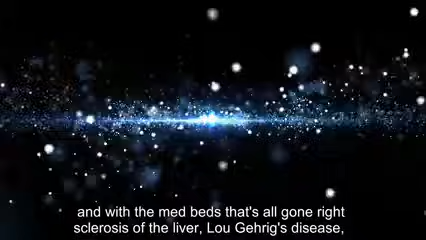 and with the med beds that's all gone right
sclerosis of the liver, Lou Gehrig's disease,